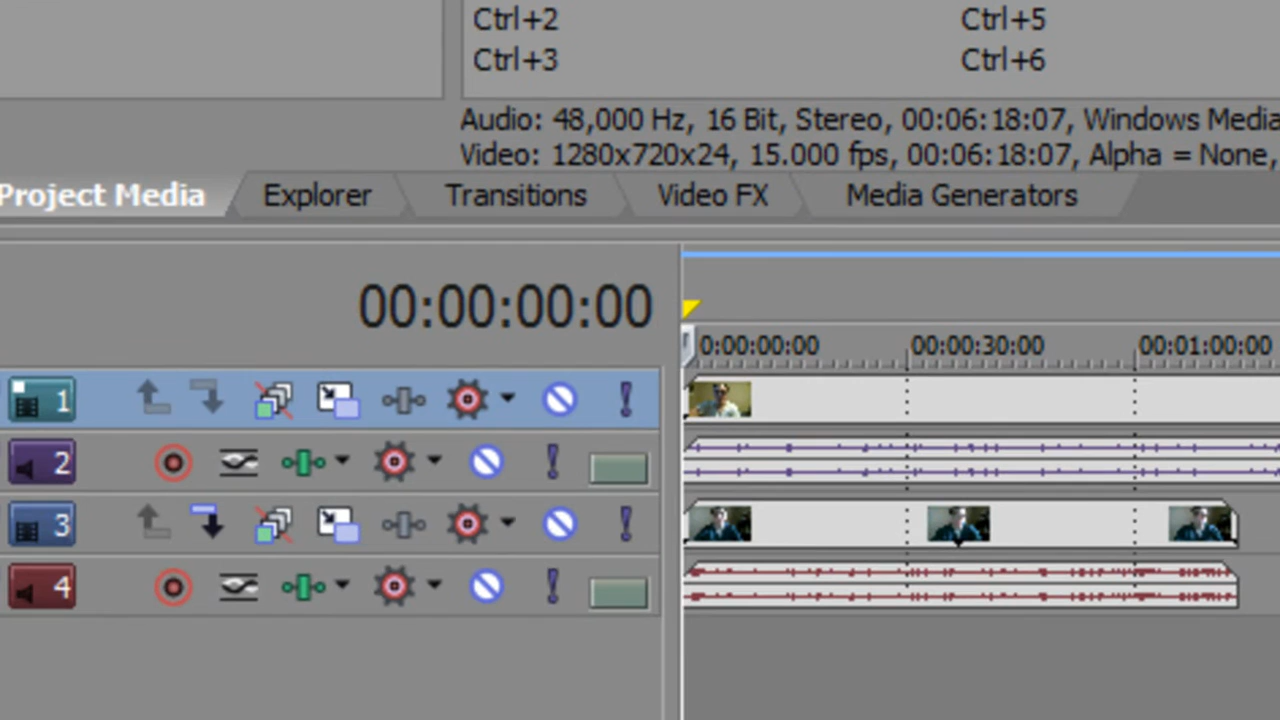 Ctrl+2 Ctrl+5
Ctrl+3 Ctrl+6
Audio: 48,000 Hz, 16 Bit, Stereo, 00:06:18:07, Windows Media
Video: 1280x720x24, 15.000 fps, 00:06:18:07, Alpha = None,
Project Media Explorer Transitions Video FX Media Generators
00:00:00:00
0:00:00:00 00:00:30:00 00:01:00:00
1
2
3
4